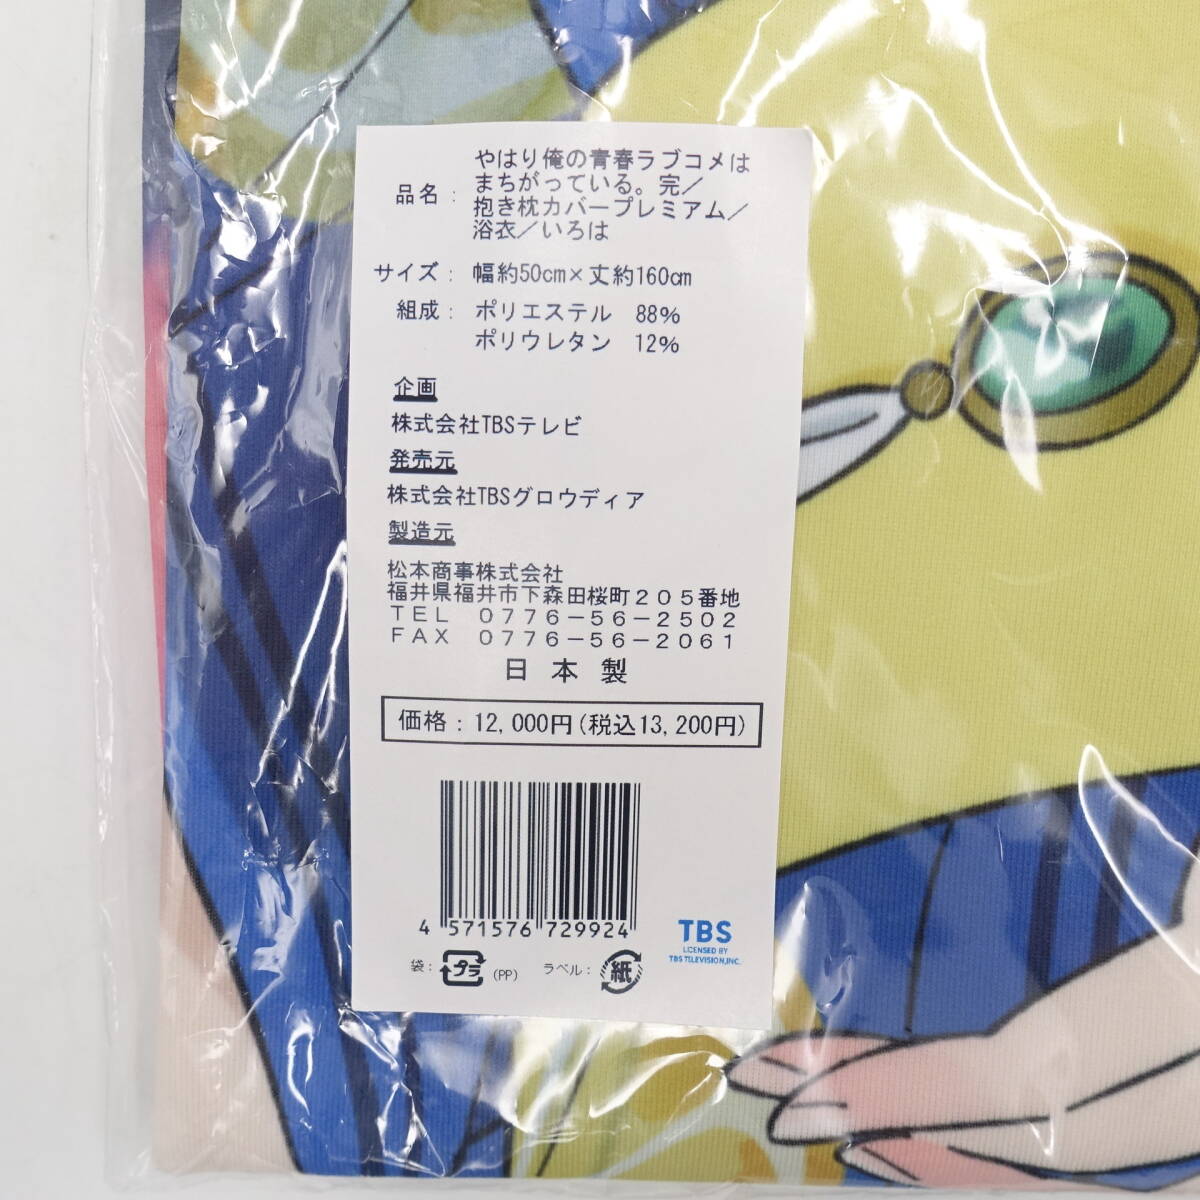 品名： やはり俺の青春ラブコメは
まちがっている。完／
抱き枕カバープレミアム／
浴衣／いろは
サイズ： 幅約50cm×丈約160cm
組成： ポリエステル 88%
ポリウレタン 12%
企画
株式会社TBSテレビ
発売元
株式会社TBSグロウディア
製造元
松本商事株式会社
福井県福井市下森田桜町２０５番地
ＴＥＬ ０７７６－５６－２５０２
ＦＡＸ ０７７６－５６－２０６１
日本製
価格：12,000円(税込13,200円)
4 571576 729924
TBS
LICENSED BY
TBS TELEVISION, INC.
袋： プラ (PP) ラベル： 紙